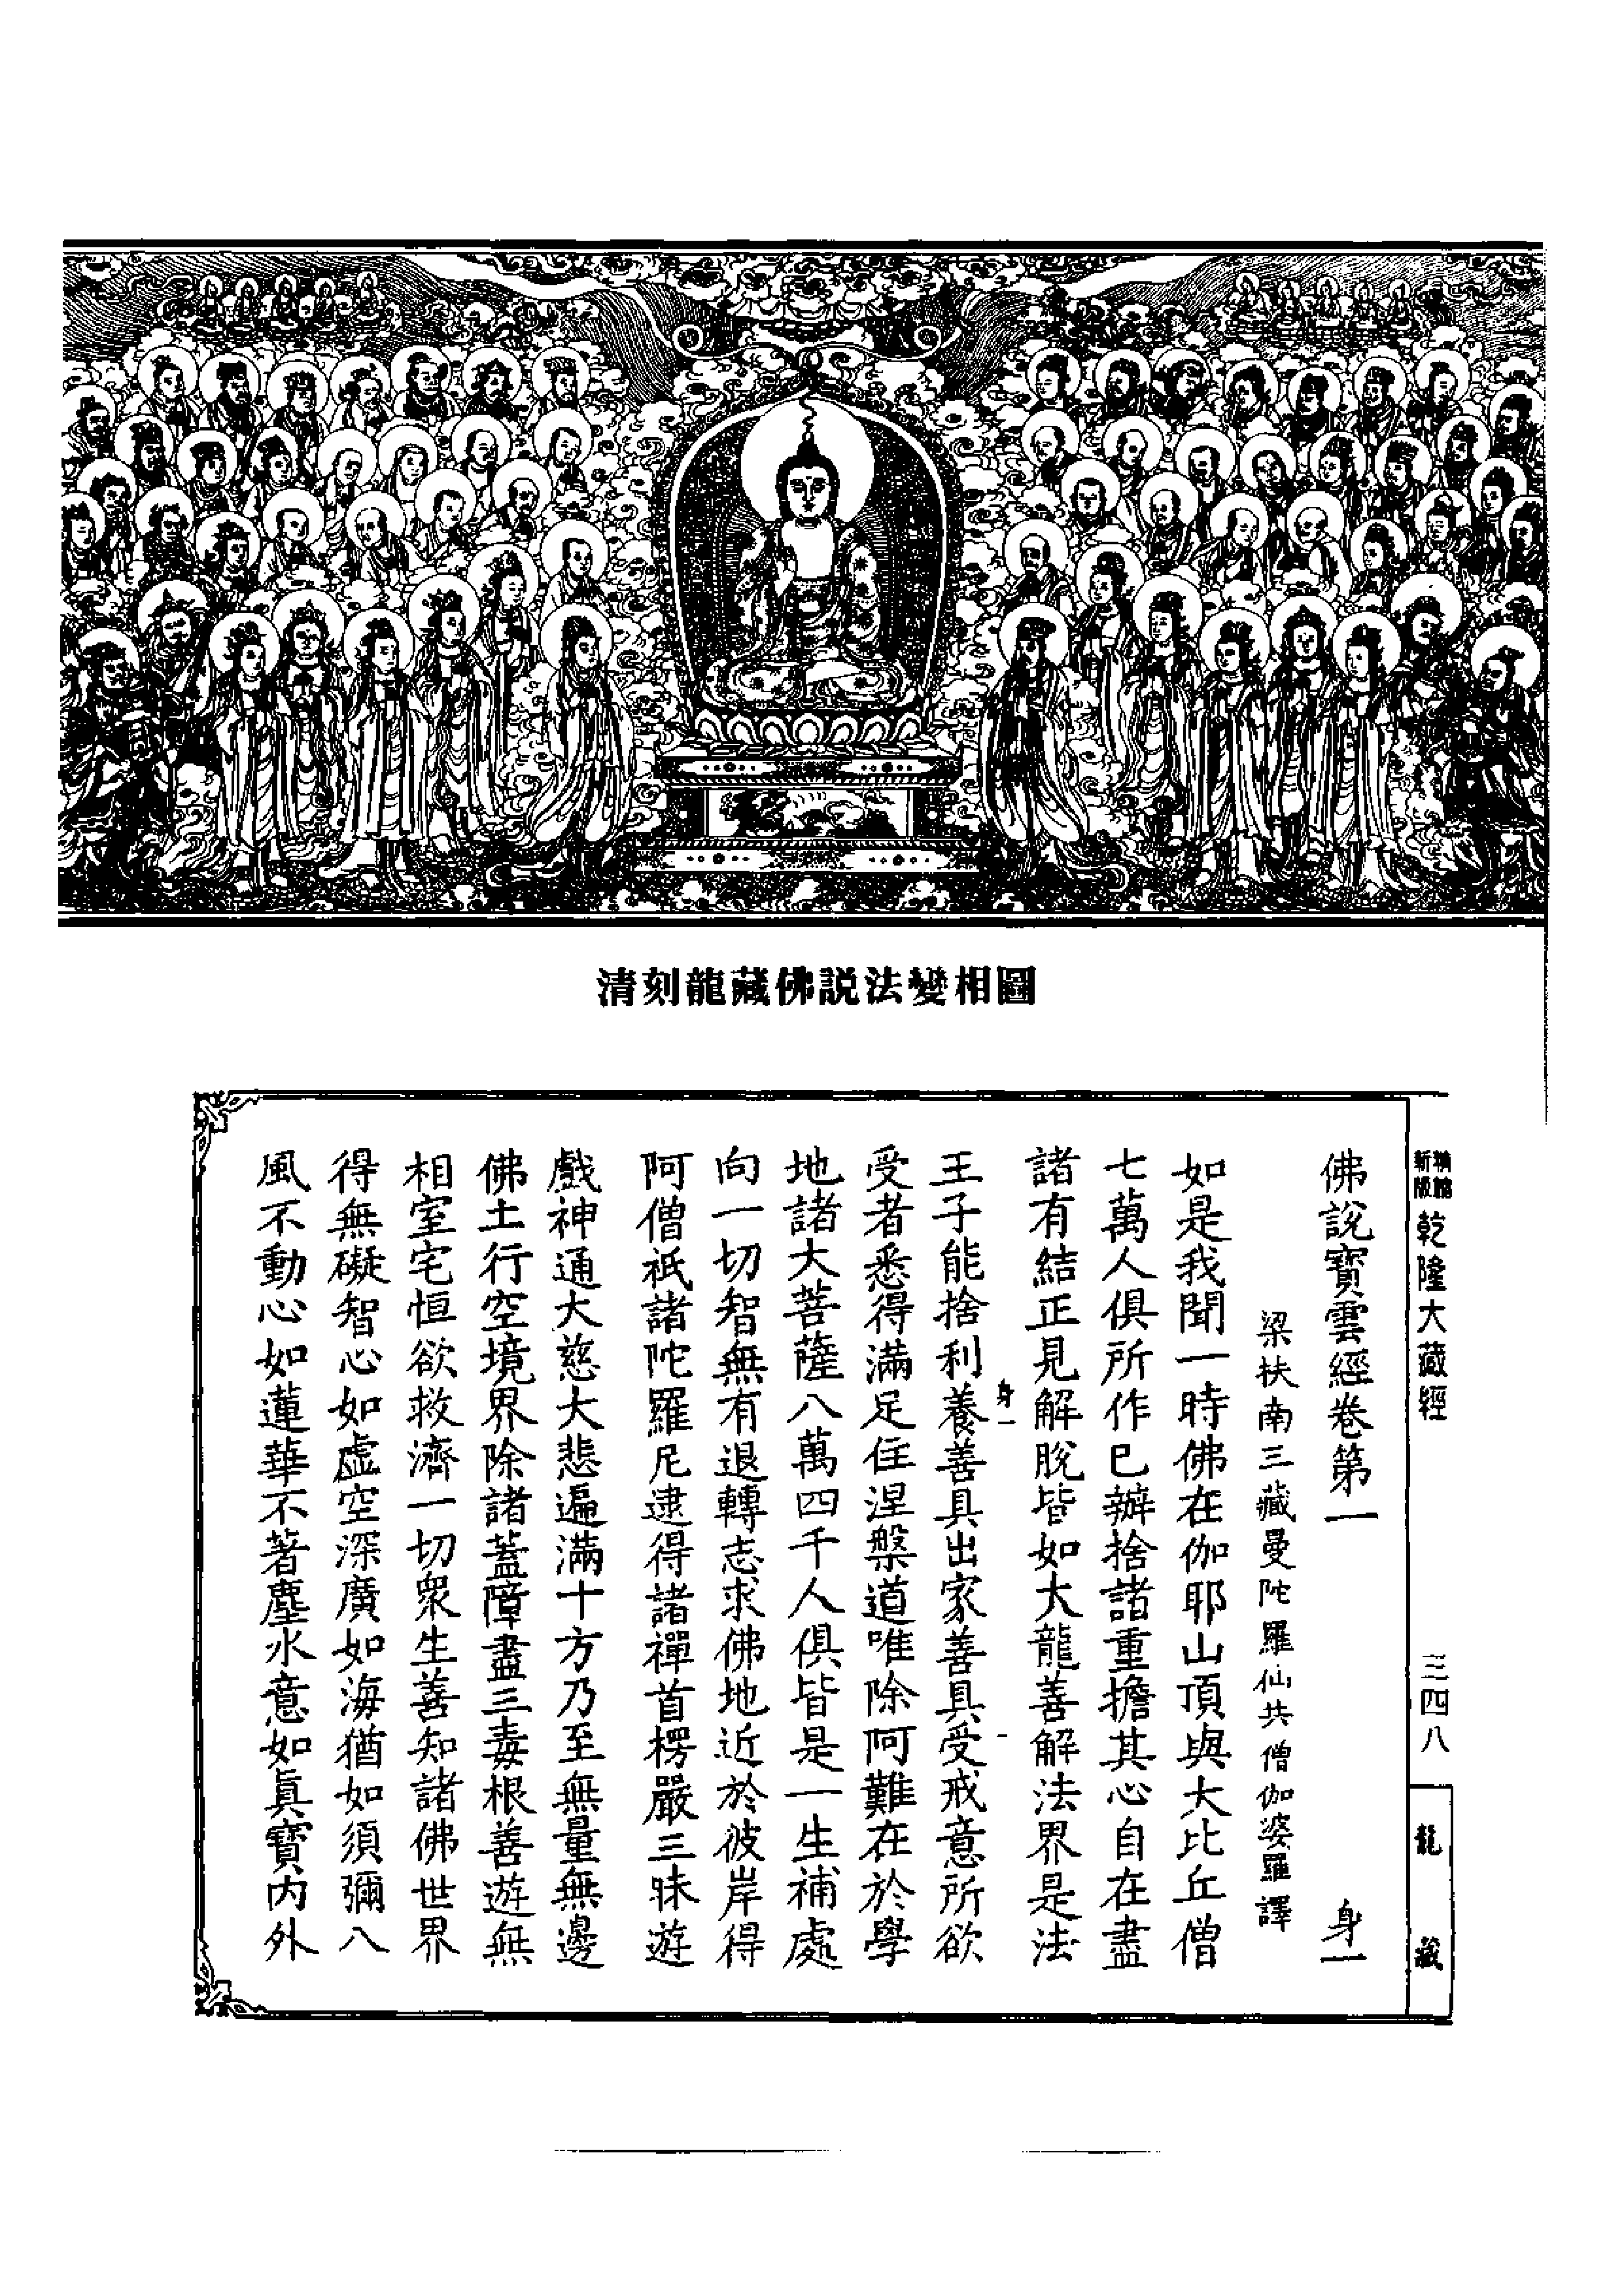 清刻龍藏佛説法變相圖
新版
精縮
乾隆大藏經
三四八
龍藏
佛說寶雲經卷第一
身一
梁扶南三藏曼陀羅仙共僧伽婆羅譯
如是我聞一時佛在伽耶山頂與大比丘僧
七萬人俱所作已辦捨諸重擔其心自在盡
諸有結正見解脫皆如大龍善解法界是法
身一
一
王子能捨利養善具出家善具受戒意所欲
受者悉得滿足住涅槃道唯除阿難在於學
地諸大菩薩八萬四千人俱皆是一生補處
向一切智無有退轉志求佛地近於彼岸得
阿僧祇諸陀羅尼逮得諸禪首楞嚴三昧遊
戲神通大慈大悲遍滿十方乃至無量無邊
佛土行空境界除諸蓋障盡三毒根善遊無
相室宅恒欲救濟一切衆生善知諸佛世界
得無礙智心如虛空深廣如海猶如須彌八
風不動心如蓮華不著塵水意如眞寶内外